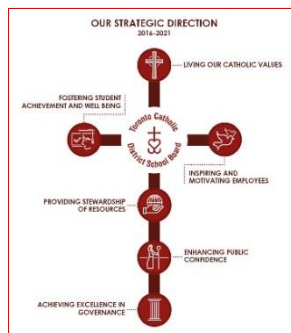 OUR STRATEGIC DIRECTION
2016-2021
LIVING OUR CATHOLIC VALUES
FOSTERING STUDENT
ACHIEVEMENT AND WELL BEING
Toronto Catholic
District School Board
INSPIRING AND
MOTIVATING EMPLOYEES
PROVIDING STEWARDSHIP
OF RESOURCES
ENHANCING PUBLIC
CONFIDENCE
ACHIEVING EXCELLENCE IN
GOVERNANCE